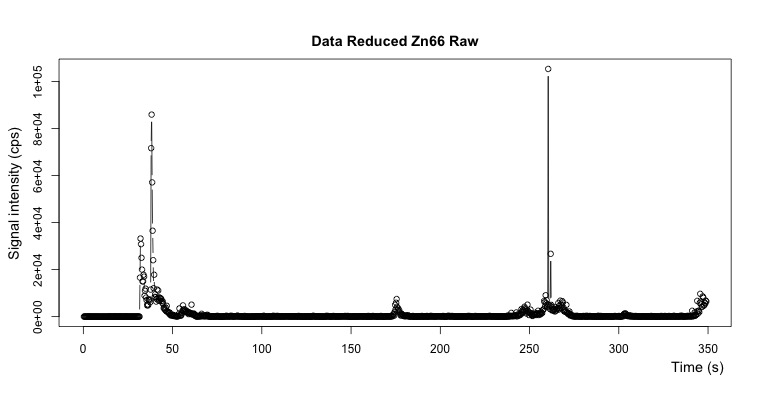 Data Reduced Zn66 Raw
Signal intensity (cps)
1e+05
8e+04
6e+04
4e+04
2e+04
0e+00
0 50 100 150 200 250 300 350
Time (s)